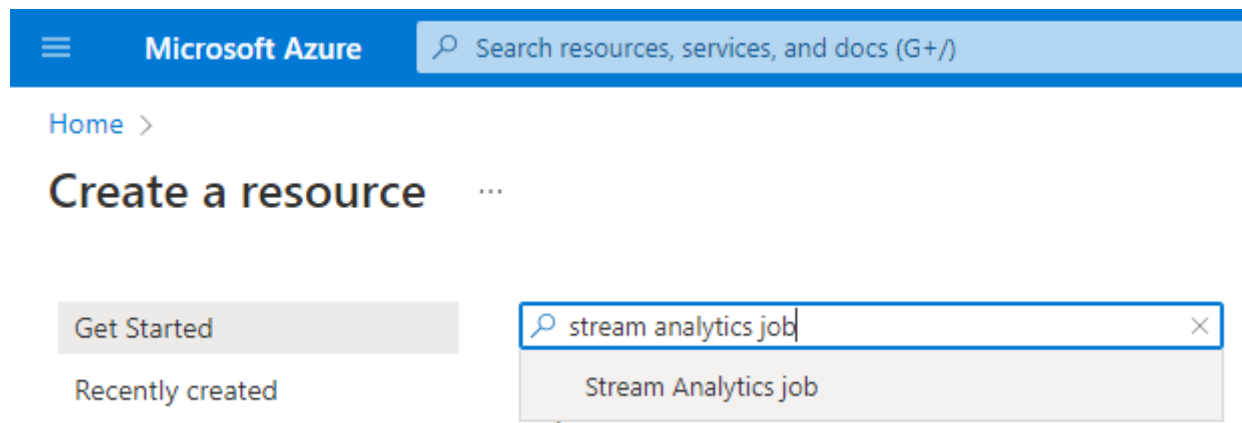 Microsoft Azure
Search resources, services, and docs (G+/)
Home >
Create a resource ...
Get Started
stream analytics job
Recently created
Stream Analytics job